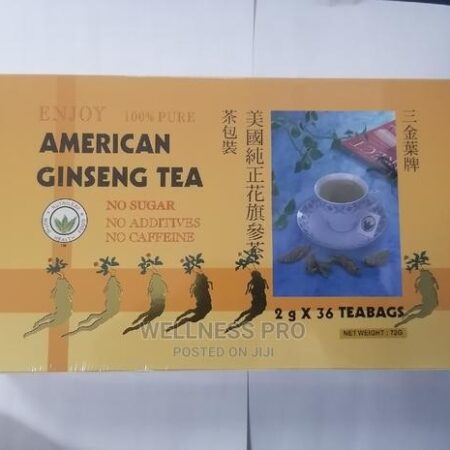 ENJOY 100% PURE
AMERICAN
GINSENG TEA
NO SUGAR
NO ADDITIVES
NO CAFFEINE
茶包裝
美國純正花旗參茶
三金葉牌
2 g X 36 TEABAGS
NET WEIGHT : 72G
WELLNESS PRO
POSTED ON JIJI